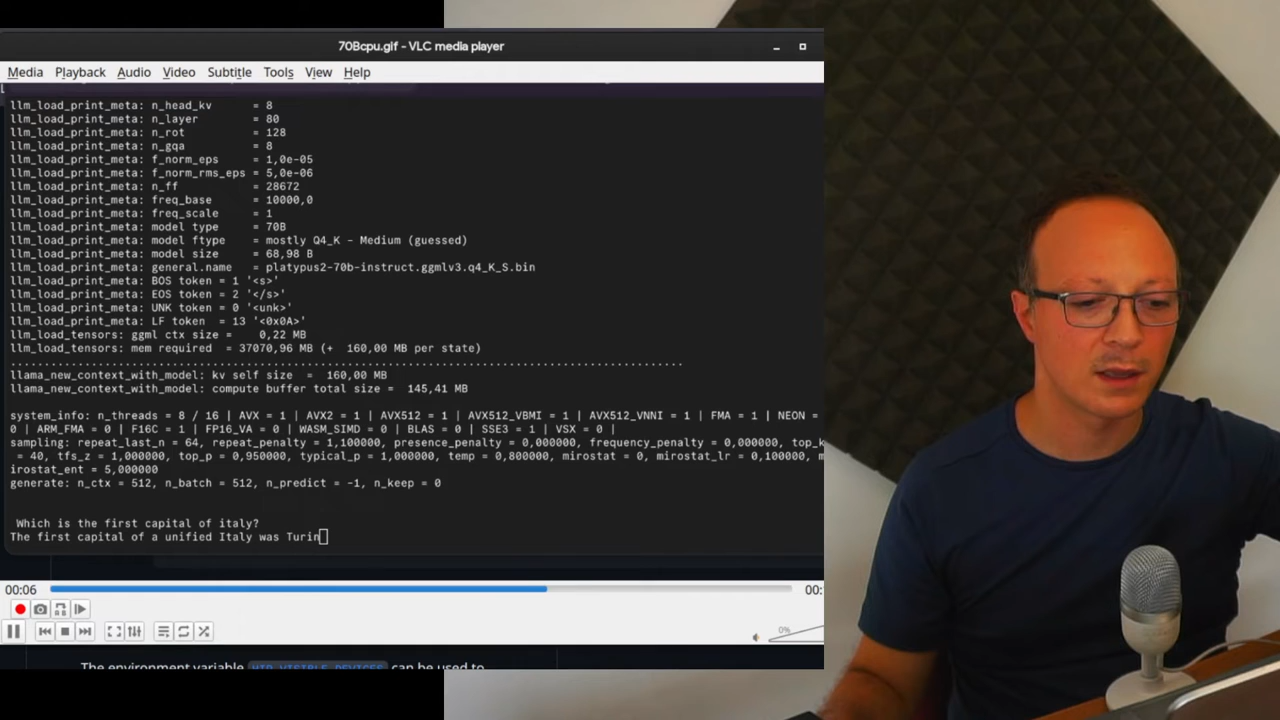 70Bcpu.gif - VLC media player
Media Playback Audio Video Subtitle Tools View Help
llm_load_print_meta: n_head_kv = 8
llm_load_print_meta: n_layer = 80
llm_load_print_meta: n_rot = 128
llm_load_print_meta: n_gqa = 8
llm_load_print_meta: f_norm_eps = 1,0e-05
llm_load_print_meta: f_norm_rms_eps = 5,0e-06
llm_load_print_meta: n_ff = 28672
llm_load_print_meta: freq_base = 10000,0
llm_load_print_meta: freq_scale = 1
llm_load_print_meta: model type = 70B
llm_load_print_meta: model ftype = mostly Q4_K - Medium (guessed)
llm_load_print_meta: model size = 68,98 B
llm_load_print_meta: general.name = platypus2-70b-instruct.ggmlv3.q4_K_S.bin
llm_load_print_meta: BOS token = 1 '<s>'
llm_load_print_meta: EOS token = 2 '</s>'
llm_load_print_meta: UNK token = 0 '<unk>'
llm_load_print_meta: LF token = 13 '<0x0A>'
llm_load_tensors: ggml ctx size = 0,22 MB
llm_load_tensors: mem required = 37070,96 MB (+ 160,00 MB per state)
....................................................................................................
llama_new_context_with_model: kv self size = 160,00 MB
llama_new_context_with_model: compute buffer total size = 145,41 MB
system_info: n_threads = 8 / 16 | AVX = 1 | AVX2 = 1 | AVX512 = 1 | AVX512_VBMI = 1 | AVX512_VNNI = 1 | FMA = 1 | NEON =
0 | ARM_FMA = 0 | F16C = 1 | FP16_VA = 0 | WASM_SIMD = 0 | BLAS = 0 | SSE3 = 1 | VSX = 0 |
sampling: repeat_last_n = 64, repeat_penalty = 1,100000, presence_penalty = 0,000000, frequency_penalty = 0,000000, top_k
= 40, tfs_z = 1,000000, top_p = 0,950000, typical_p = 1,000000, temp = 0,800000, mirostat = 0, mirostat_lr = 0,100000, m
irostat_ent = 5,000000
generate: n_ctx = 512, n_batch = 512, n_predict = -1, n_keep = 0
Which is the first capital of italy?
The first capital of a unified Italy was Turin
00:06 00:
0%
The environment variable HIP_VISIBLE_DEVICES can be used to